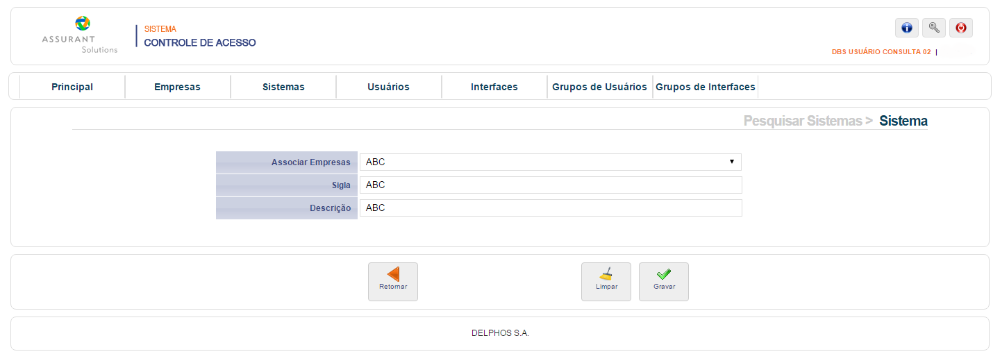 ASSURANT
Solutions
SISTEMA
CONTROLE DE ACESSO
DBS USUÁRIO CONSULTA 02 |
Principal Empresas Sistemas Usuários Interfaces Grupos de Usuários Grupos de Interfaces
Pesquisar Sistemas > Sistema
Associar Empresas ABC
Sigla ABC
Descrição ABC
Retornar Limpar Gravar
DELPHOS S.A.